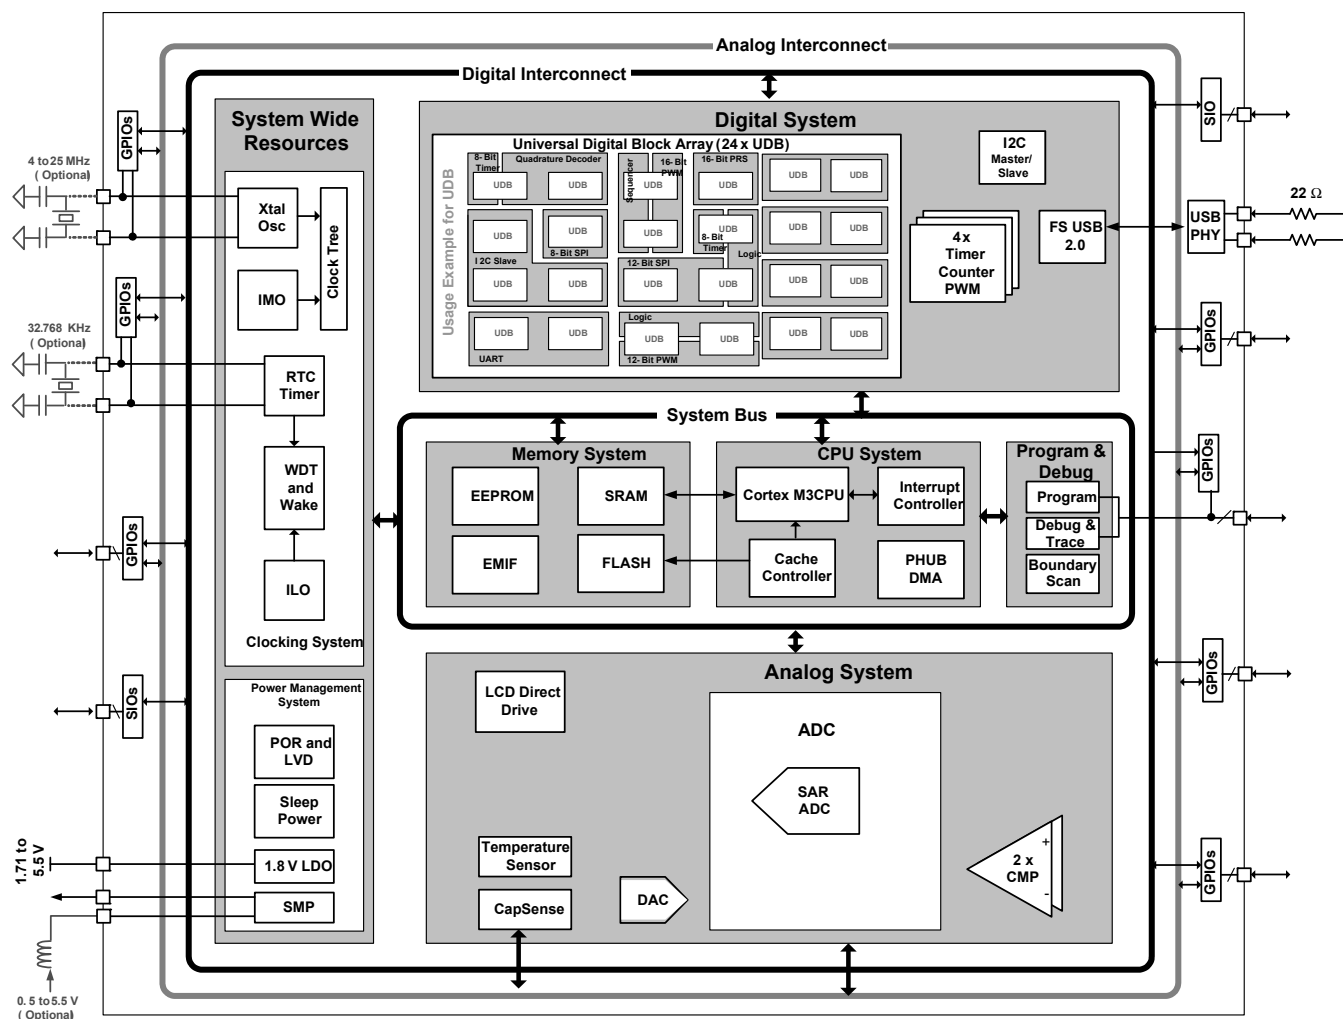 Analog Interconnect
Digital Interconnect
System Wide
Resources
GPIOs
4 to 25 MHz
( Optional)
Xtal
Osc
Clock Tree
IMO
GPIOs
32.768 KHz
( Optional)
RTC
Timer
WDT
and
Wake
GPIOs
ILO
Clocking System
SIOs
Power Management
System
POR and
LVD
Sleep
Power
1.71 to
5.5 V
1.8 V LDO
SMP
0. 5 to 5.5 V
( Optional)
Digital System
Universal Digital Block Array (24 x UDB)
Usage Example for UDB
8- Bit
Timer
Quadrature Decoder
Sequencer
16- Bit
PWM
16- Bit PRS
UDB
UDB
UDB
UDB
UDB
UDB
UDB
UDB
UDB
UDB
UDB
UDB
I2C Slave
8- Bit SPI
12- Bit SPI
8- Bit
Timer
Logic
UDB
UDB
UDB
UDB
UDB
UDB
Logic
UDB
UDB
UDB
UDB
UDB
UDB
UART
12- Bit PWM
I2C
Master/
Slave
4 x
Timer
Counter
PWM
FS USB
2.0
SIO
USB
PHY
22 Ω
GPIOs
System Bus
Memory System
EEPROM
SRAM
EMIF
FLASH
CPU System
Cortex M3CPU
Interrupt
Controller
Cache
Controller
PHUB
DMA
Program &
Debug
Program
Debug &
Trace
Boundary
Scan
GPIOs
Analog System
LCD Direct
Drive
ADC
SAR
ADC
Temperature
Sensor
CapSense
DAC
2 x
CMP
+
-
GPIOs
GPIOs